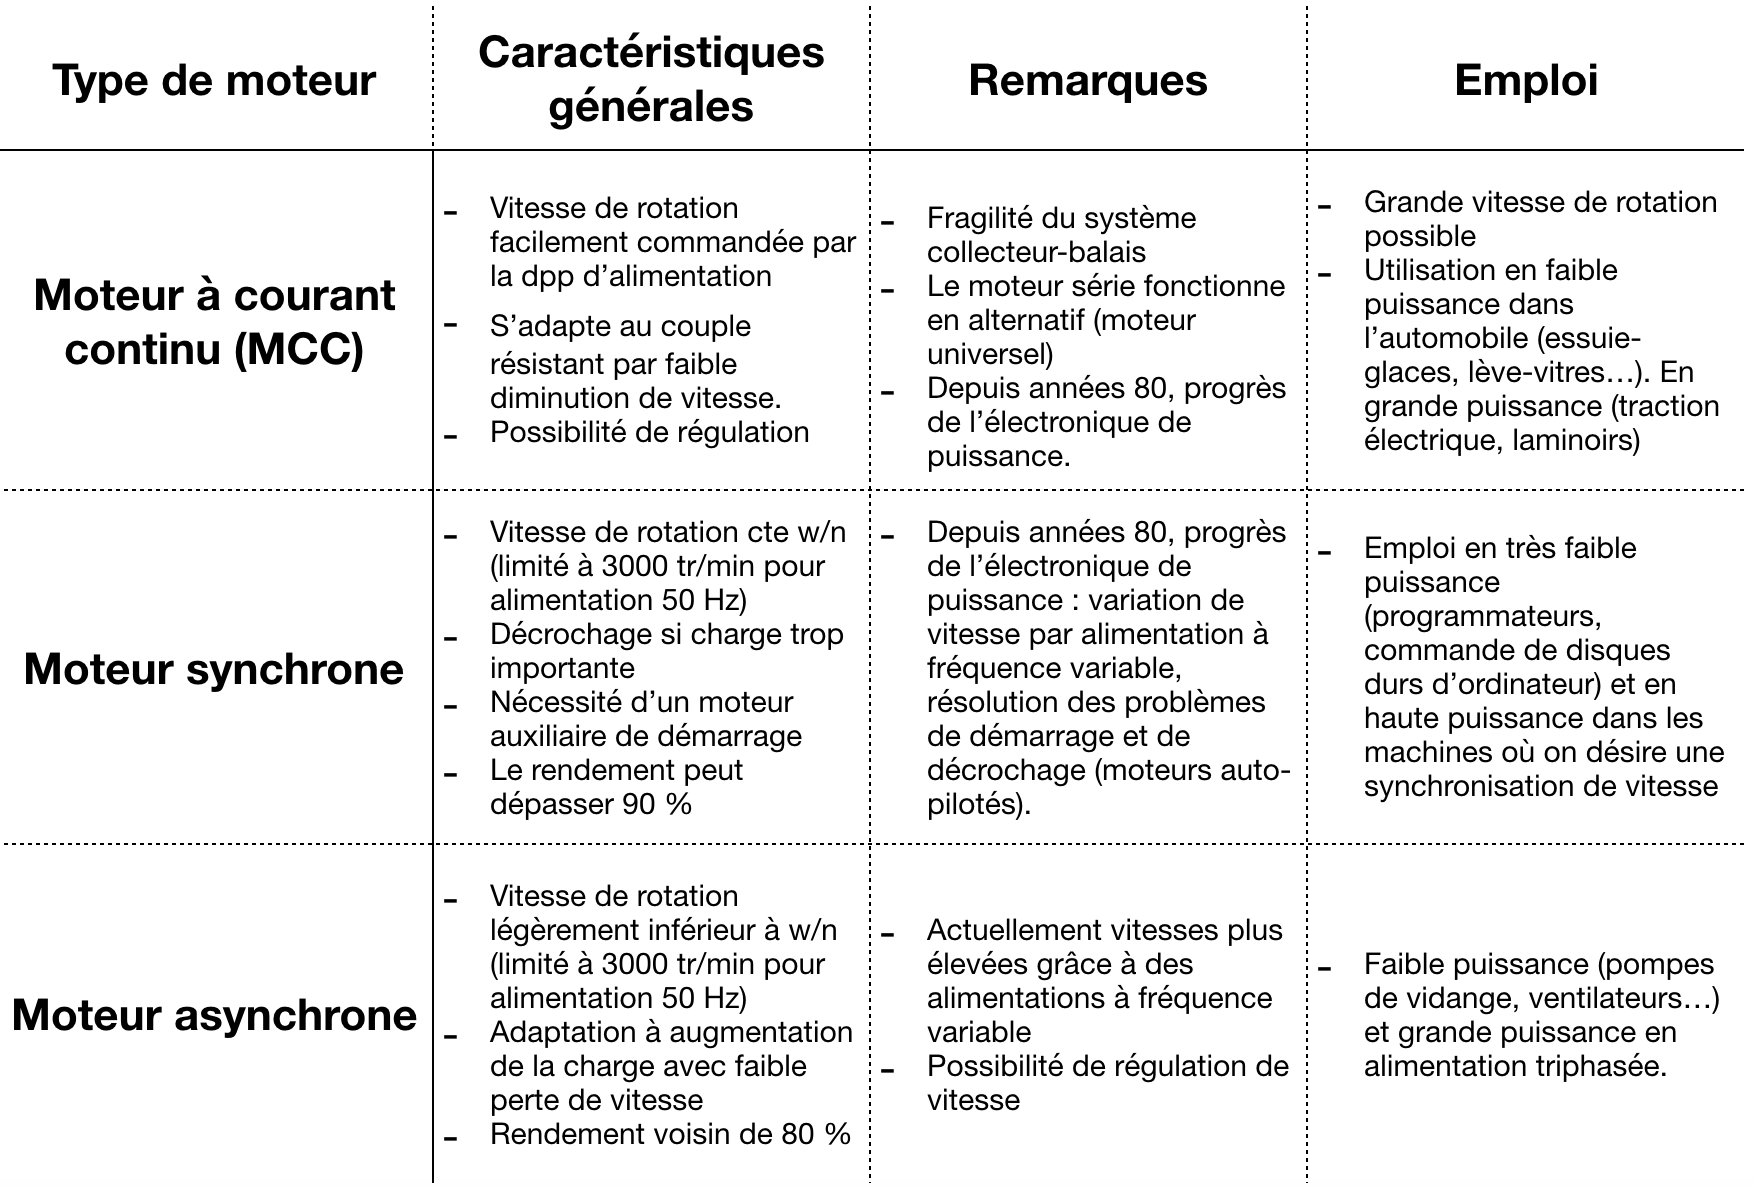 Type de moteur
Caractéristiques
générales
Remarques
Emploi
Moteur à courant
continu (MCC)
- Vitesse de rotation
facilement commandée par
la dpp d’alimentation
- S’adapte au couple
résistant par faible
diminution de vitesse.
- Possibilité de régulation
- Fragilité du système
collecteur-balais
- Le moteur série fonctionne
en alternatif (moteur
universel)
- Depuis années 80, progrès
de l’électronique de
puissance.
- Grande vitesse de rotation
possible
- Utilisation en faible
puissance dans
l’automobile (essuie-
glaces, lève-vitres…). En
grande puissance (traction
électrique, laminoirs)
Moteur synchrone
- Vitesse de rotation cte w/n
(limité à 3000 tr/min pour
alimentation 50 Hz)
- Décrochage si charge trop
importante
- Nécessité d’un moteur
auxiliaire de démarrage
- Le rendement peut
dépasser 90 %
- Depuis années 80, progrès
de l’électronique de
puissance : variation de
vitesse par alimentation à
fréquence variable,
résolution des problèmes
de démarrage et de
décrochage (moteurs auto-
pilotés).
- Emploi en très faible
puissance
(programmateurs,
commande de disques
durs d’ordinateur) et en
haute puissance dans les
machines où on désire une
synchronisation de vitesse
Moteur asynchrone
- Vitesse de rotation
légèrement inférieur à w/n
(limité à 3000 tr/min pour
alimentation 50 Hz)
- Adaptation à augmentation
de la charge avec faible
perte de vitesse
- Rendement voisin de 80 %
- Actuellement vitesses plus
élevées grâce à des
alimentations à fréquence
variable
- Possibilité de régulation de
vitesse
- Faible puissance (pompes
de vidange, ventilateurs…)
et grande puissance en
alimentation triphasée.